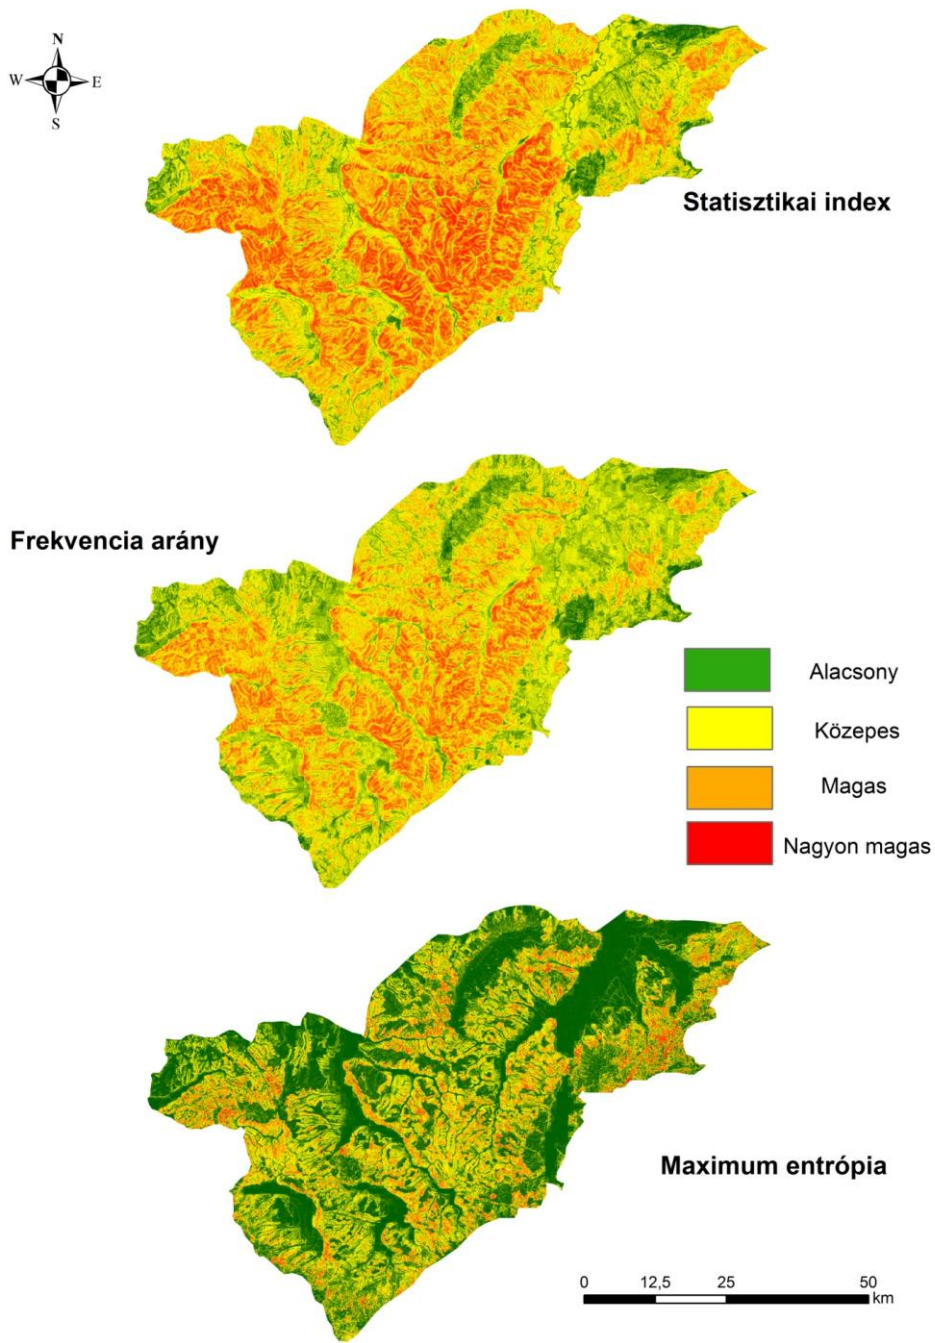 N
W E
S
Statisztikai index
Frekvencia arány
Alacsony
Közepes
Magas
Nagyon magas
Maximum entrópia
0 12,5 25 50
km